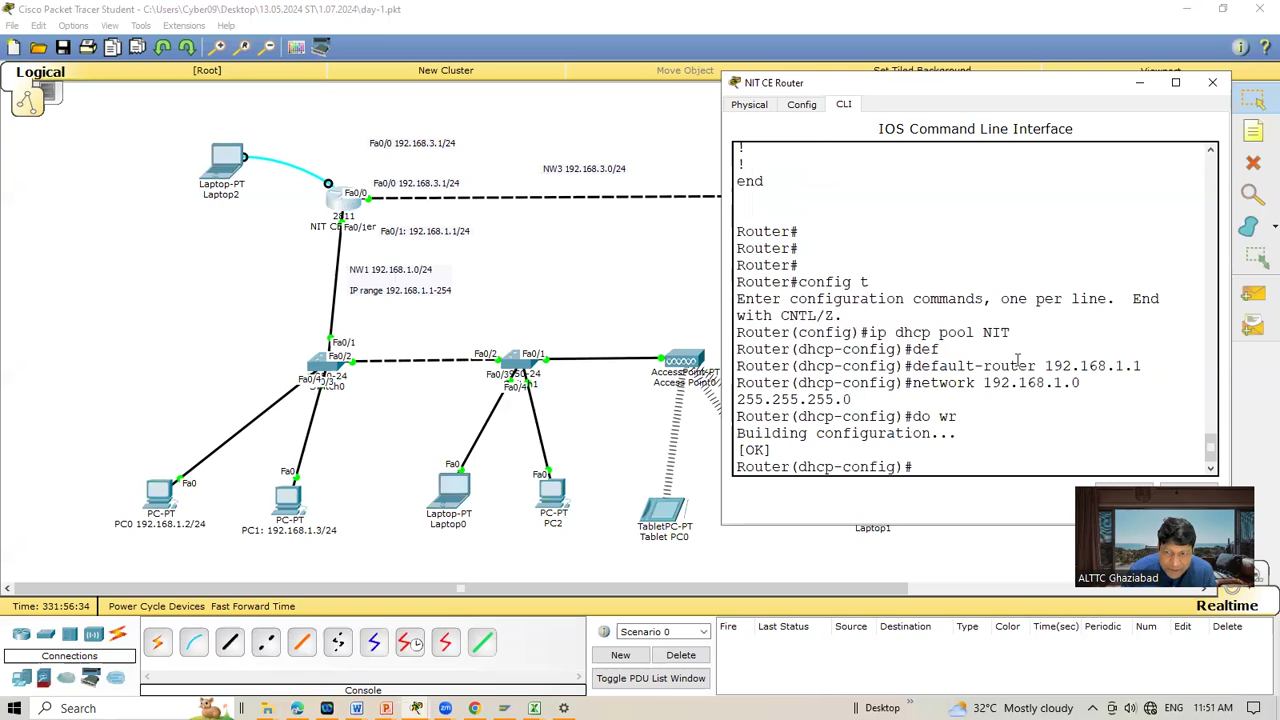 Cisco Packet Tracer Student - C:\Users\Cyber09\Desktop\13.05.2024 ST\1.07.2024\day-1.pkt
File Edit Options View Tools Extensions Help
Logical [Root] New Cluster Move Object Set Tiled Background Viewport
Fa0/0 192.168.3.1/24
NW3 192.168.3.0/24
Laptop-PT
Laptop2
Fa0/0 192.168.3.1/24
Fa0/0
2811
NIT CE
Fa0/1er
Fa0/1: 192.168.1.1/24
NW1 192.168.1.0/24
IP range 192.168.1.1-254
Fa0/1
Fa0/2
Fa0/2
Fa0/1
Access Point-PT
Access Point0
Fa0
Fa0
Fa0
Fa0
PC-PT
PC0 192.168.1.2/24
PC-PT
PC1: 192.168.1.3/24
Laptop-PT
Laptop0
PC-PT
PC2
TabletPC-PT
Tablet PC0
Laptop1
NIT CE Router
Physical Config CLI
IOS Command Line Interface
!
!
end
Router#
Router#
Router#
Router#config t
Enter configuration commands, one per line. End
with CNTL/Z.
Router(config)#ip dhcp pool NIT
Router(dhcp-config)#def
Router(dhcp-config)#default-router 192.168.1.1
Router(dhcp-config)#network 192.168.1.0
255.255.255.0
Router(dhcp-config)#do wr
Building configuration...
[OK]
Router(dhcp-config)#
ALTTC Ghaziabad
Time: 331:56:34 Power Cycle Devices Fast Forward Time
Realtime
Connections
Console
Scenario 0
New Delete
Toggle PDU List Window
Fire Last Status Source Destination Type Color Time(sec) Periodic Num Edit Delete
Search
Desktop
32°C Mostly cloudy
ENG
11:51 AM